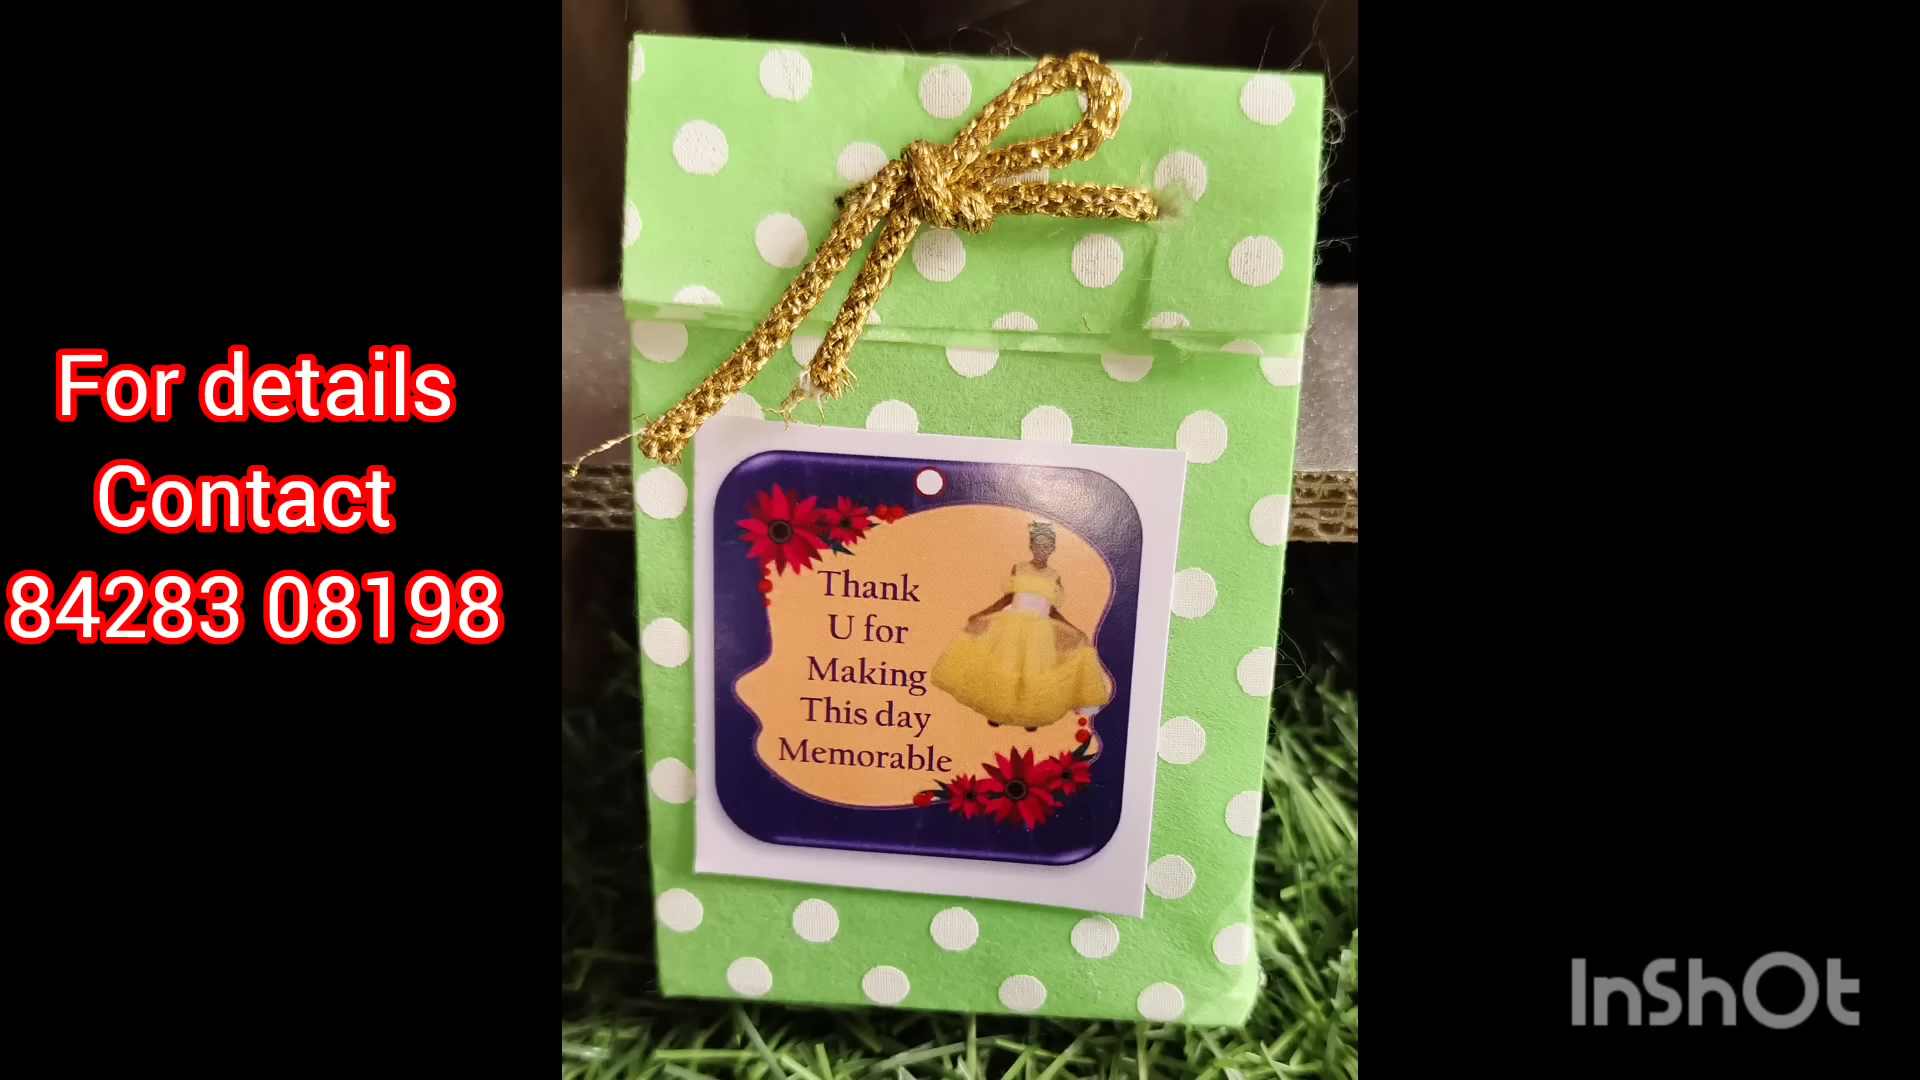 For details
Contact
84283 08198
Thank
U for
Making
This day
Memorable
InShOt